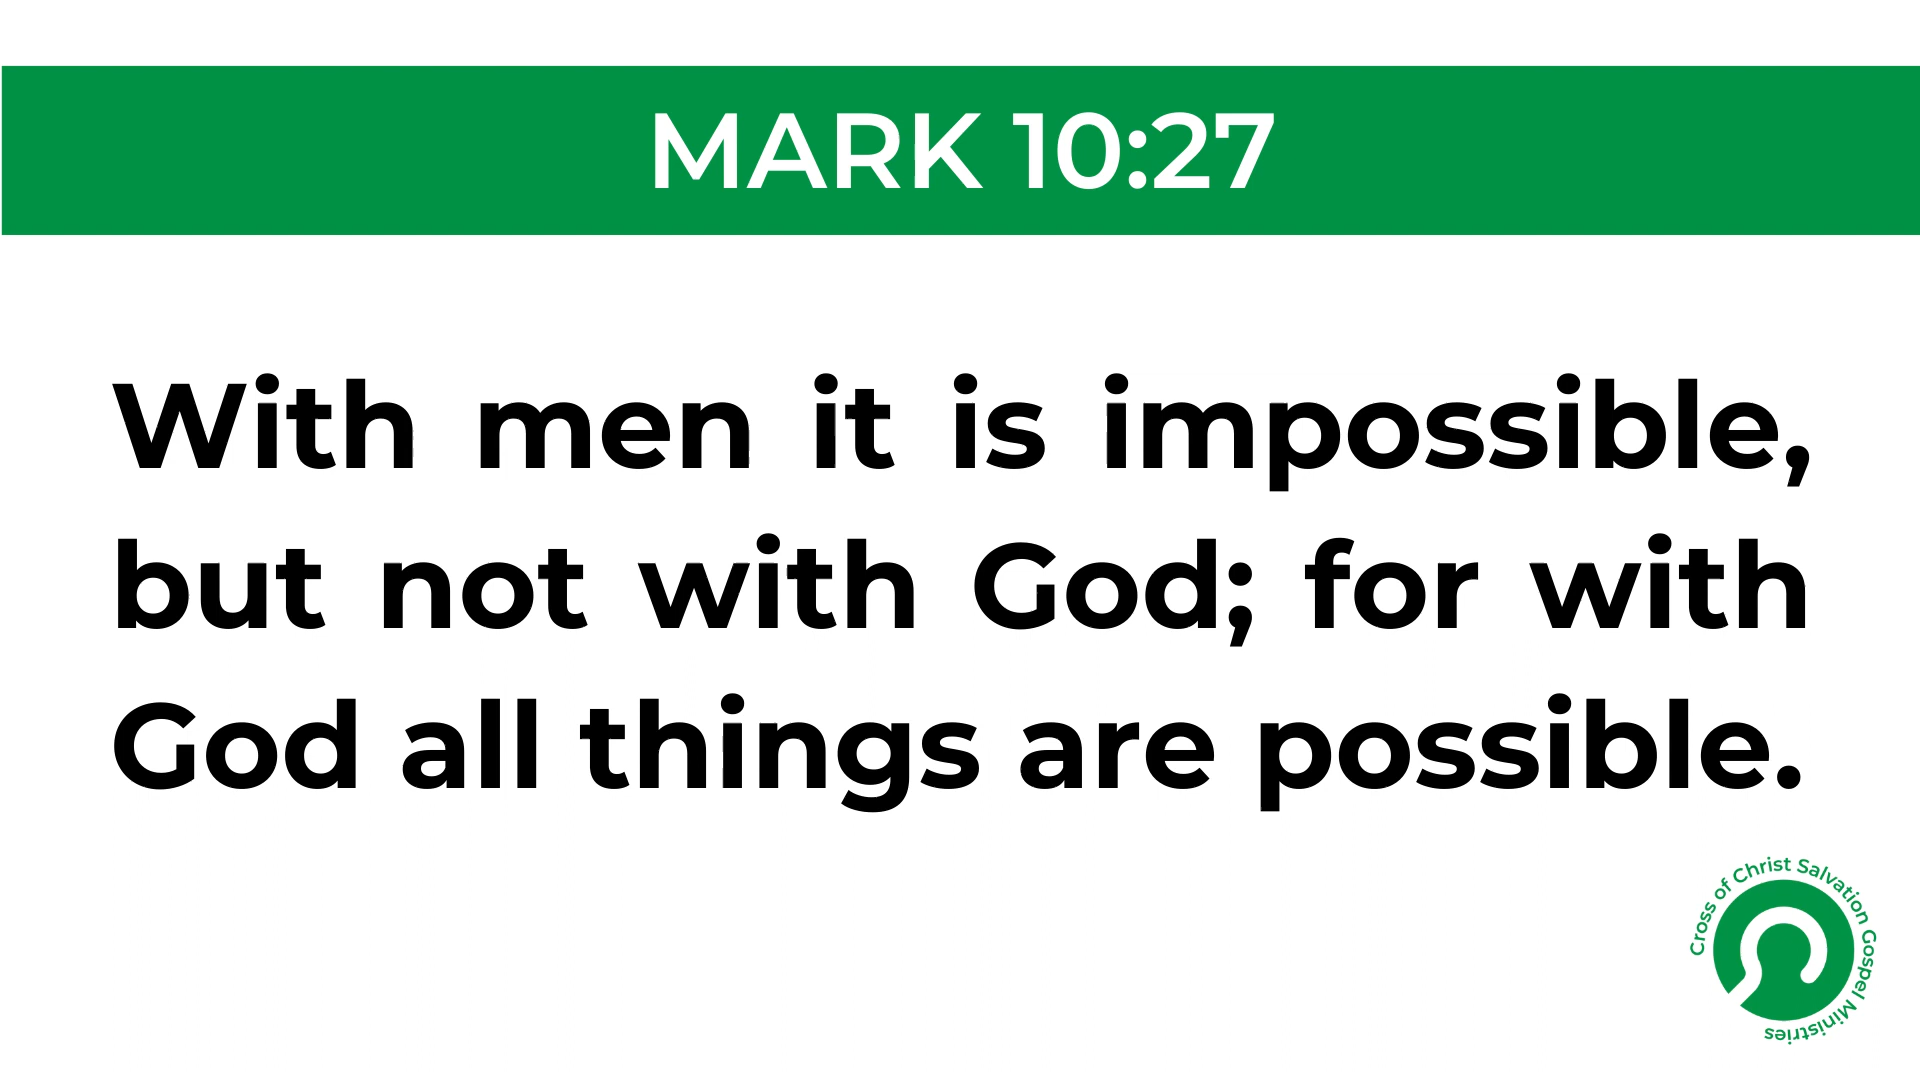 MARK 10:27
With men it is impossible,
but not with God; for with
God all things are possible.
Cross of Christ Salvation Gospel Ministries